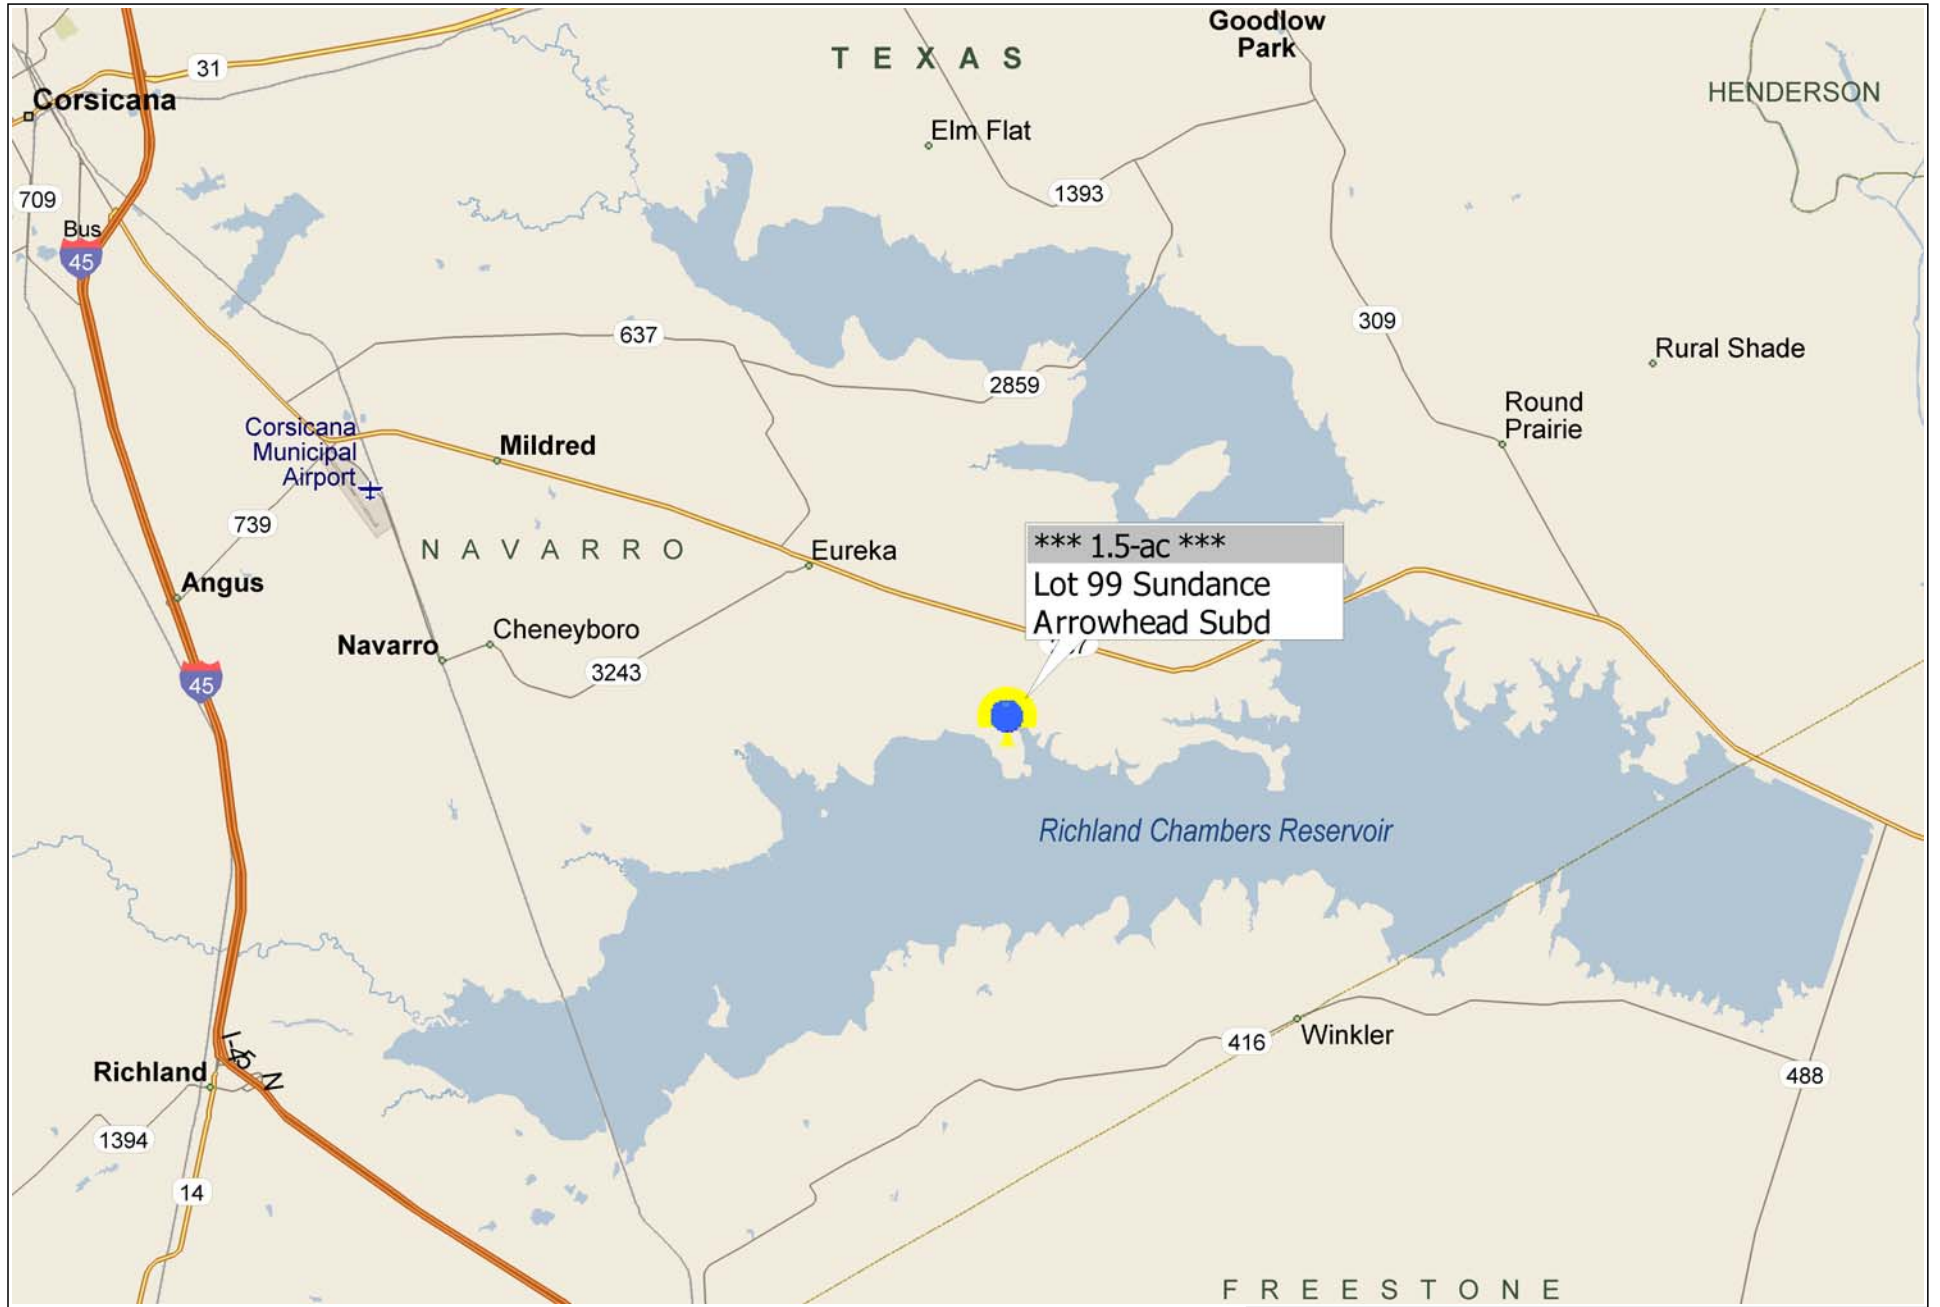 Goodlow
Park
TEXAS
31
HENDERSON
Corsicana
Elm Flat
709
1393
Bus
45
309
637
Rural Shade
2859
Round
Prairie
Corsicana
Municipal
Airport
Mildred
739
NAVARRO
Eureka
*** 1.5-ac ***
Lot 99 Sundance
Arrowhead Subd
Angus
Cheneyboro
Navarro
3243
45
Richland Chambers Reservoir
I-45 N
Winkler
416
Richland
488
1394
14
FREESTONE